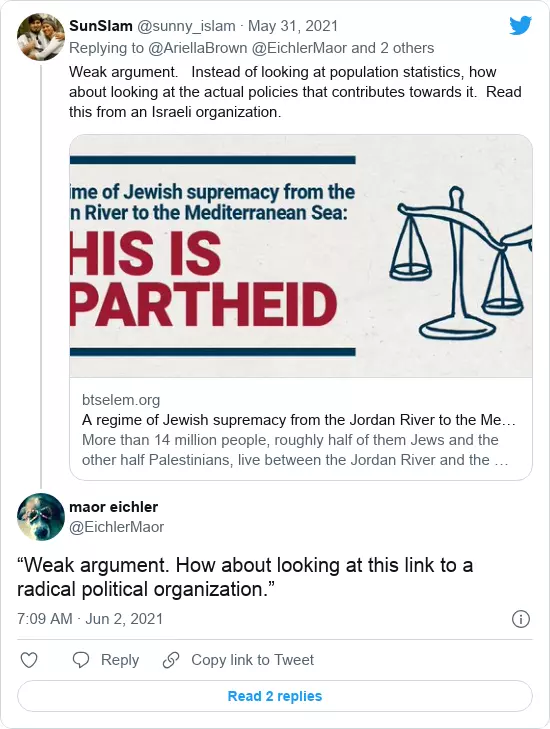 SunSlam @sunny_islam · May 31, 2021
Replying to @AriellaBrown @EichlerMaor and 2 others
Weak argument. Instead of looking at population statistics, how
about looking at the actual policies that contributes towards it. Read
this from an Israeli organization.
ime of Jewish supremacy from the
n River to the Mediterranean Sea:
HIS IS
PARTHEID
btselem.org
A regime of Jewish supremacy from the Jordan River to the Me…
More than 14 million people, roughly half of them Jews and the
other half Palestinians, live between the Jordan River and the …
maor eichler
@EichlerMaor
“Weak argument. How about looking at this link to a
radical political organization.”
7:09 AM · Jun 2, 2021
Reply Copy link to Tweet
Read 2 replies